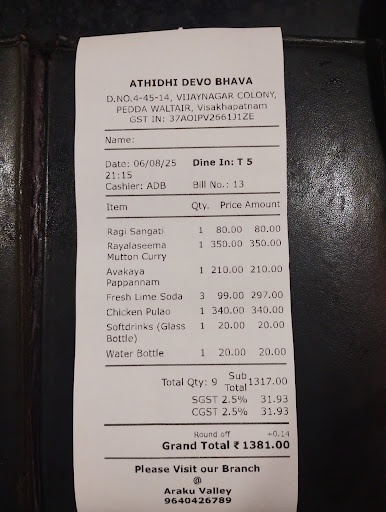 ATHIDHI DEVO BHAVA
D.NO.4-45-14, VIJAYNAGAR COLONY,
PEDDA WALTAIR, Visakhapatnam
GST IN: 37AOIPV2661J1ZE
Name:
Date: 06/08/25 Dine In: T 5
21:15
Cashier: ADB Bill No.: 13
Item Qty. Price Amount
Ragi Sangati 1 80.00 80.00
Rayalaseema 1 350.00 350.00
Mutton Curry
Avakaya 1 210.00 210.00
Pappannam
Fresh Lime Soda 3 99.00 297.00
Chicken Pulao 1 340.00 340.00
Softdrinks (Glass 1 20.00 20.00
Bottle)
Water Bottle 1 20.00 20.00
Total Qty: 9 Sub Total 1317.00
SGST 2.5% 31.93
CGST 2.5% 31.93
Round off +0.14
Grand Total ₹ 1381.00
Please Visit our Branch
@
Araku Valley
9640426789